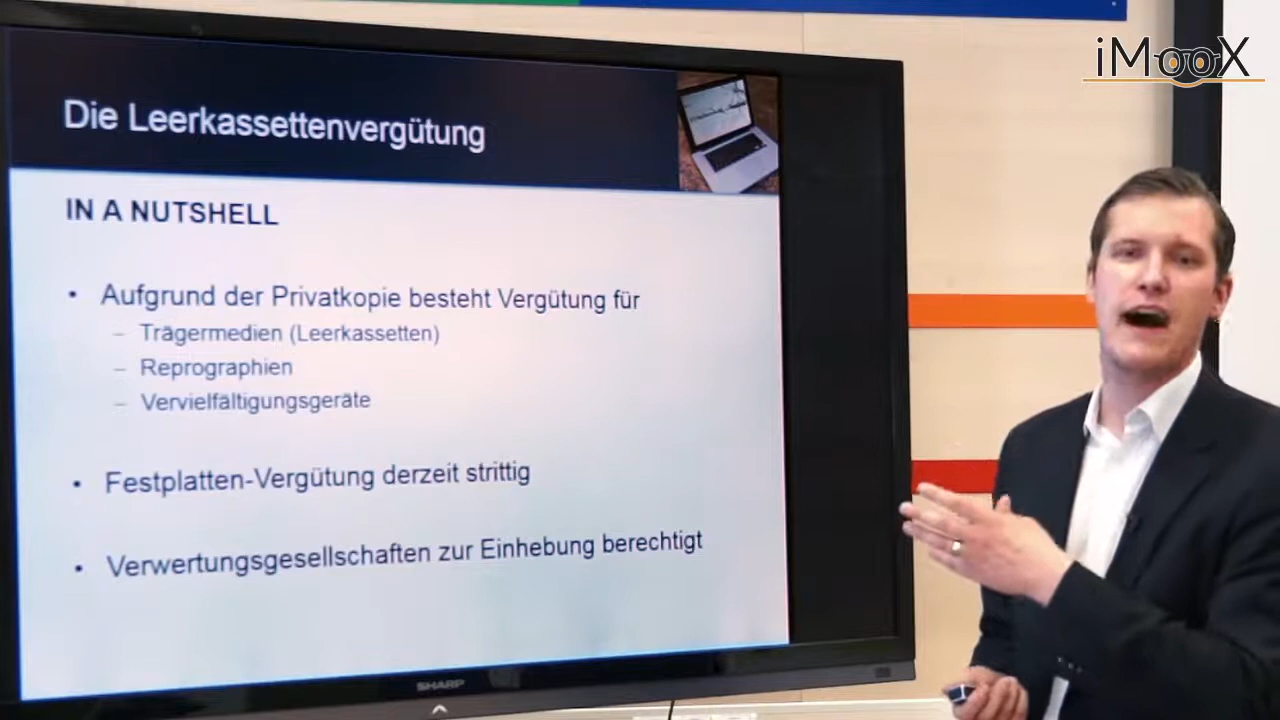 iMooX
Die Leerkassettenvergütung
IN A NUTSHELL
• Aufgrund der Privatkopie besteht Vergütung für
– Trägermedien (Leerkassetten)
– Reprographien
– Vervielfältigungsgeräte
• Festplatten-Vergütung derzeit strittig
• Verwertungsgesellschaften zur Einhebung berechtigt
SHARP